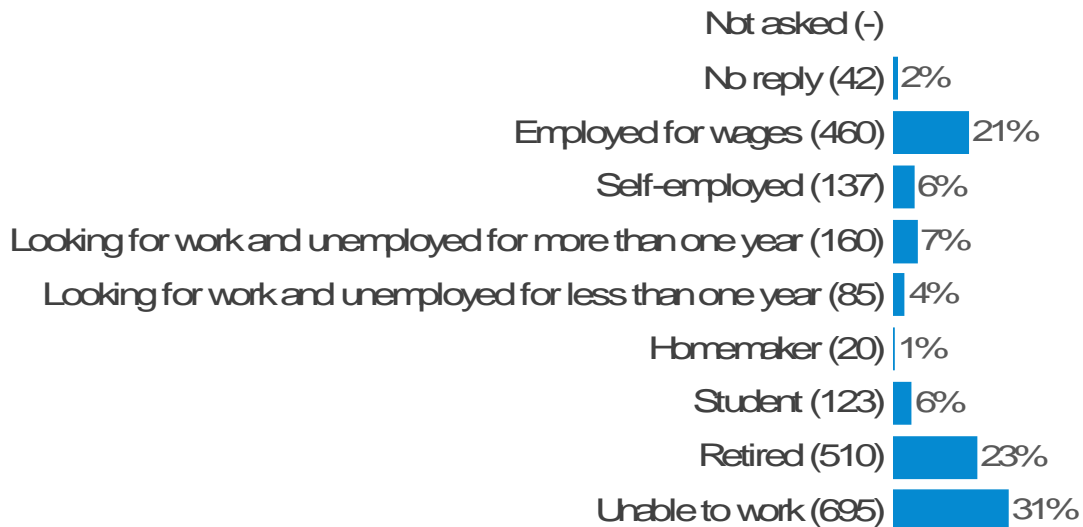 Not asked (-)
No reply (42) 2%
Employed for wages (460) 21%
Self-employed (137) 6%
Looking for work and unemployed for more than one year (160) 7%
Looking for work and unemployed for less than one year (85) 4%
Homemaker (20) 1%
Student (123) 6%
Retired (510) 23%
Unable to work (695) 31%